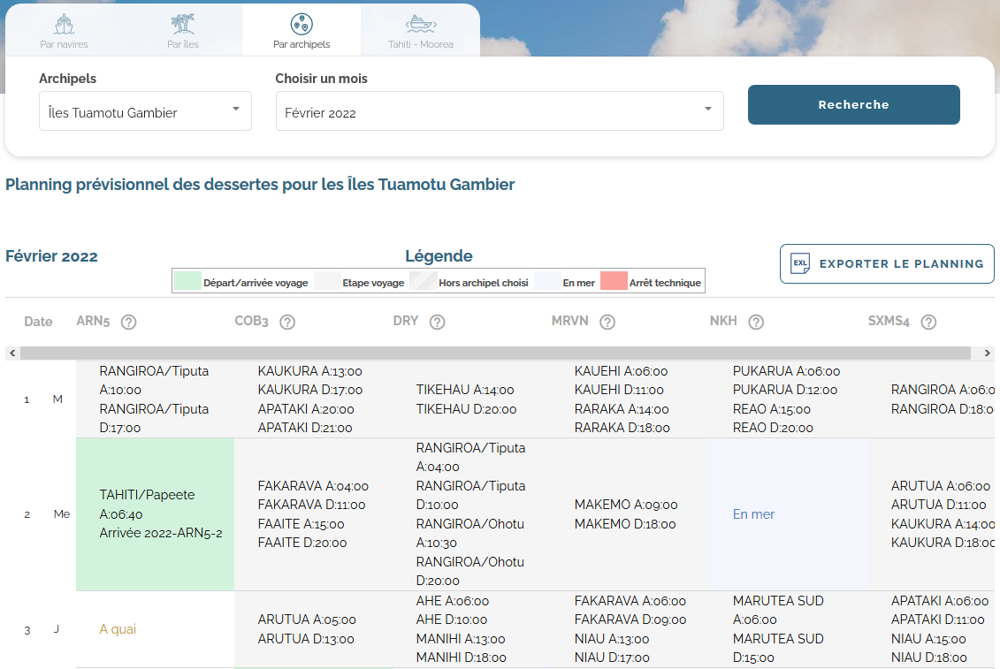 Par navires
Par îles
Par archipels
Tahiti - Moorea
Archipels
Choisir un mois
Îles Tuamotu Gambier
Février 2022
Recherche
Planning prévisionnel des dessertes pour les Îles Tuamotu Gambier
Février 2022
Légende
EXL EXPORTER LE PLANNING
Départ/arrivée voyage
Etape voyage
Hors archipel choisi
En mer
Arrêt technique
Date
ARN5 ?
COB3 ?
DRY ?
MRVN ?
NKH ?
SXMS4 ?
1 M
RANGIROA/Tiputa
A:10:00
RANGIROA/Tiputa
D:17:00
KAUKURA A:13:00
KAUKURA D:17:00
APATAKI A:20:00
APATAKI D:21:00
TIKEHAU A:14:00
TIKEHAU D:20:00
KAUEHI A:06:00
KAUEHI D:11:00
RARAKA A:14:00
RARAKA D:18:00
PUKARUA A:06:00
PUKARUA D:12:00
REAO A:15:00
REAO D:20:00
RANGIROA A:06:0
RANGIROA D:18:0
2 Me
TAHITI/Papeete
A:06:40
Arrivée 2022-ARN5-2
FAKARAVA A:04:00
FAKARAVA D:11:00
FAAITE A:15:00
FAAITE D:20:00
RANGIROA/Tiputa
A:04:00
RANGIROA/Tiputa
D:10:00
RANGIROA/Ohotu
A:10:30
RANGIROA/Ohotu
D:20:00
MAKEMO A:09:00
MAKEMO D:18:00
En mer
ARUTUA A:06:00
ARUTUA D:11:00
KAUKURA A:14:00
KAUKURA D:18:00
3 J
A quai
ARUTUA A:05:00
ARUTUA D:13:00
AHE A:06:00
AHE D:10:00
MANIHI A:13:00
MANIHI D:18:00
FAKARAVA A:06:00
FAKARAVA D:09:00
NIAU A:13:00
NIAU D:17:00
MARUTEA SUD
A:06:00
MARUTEA SUD
D:15:00
APATAKI A:06:00
APATAKI D:11:00
NIAU A:15:00
NIAU D:18:00